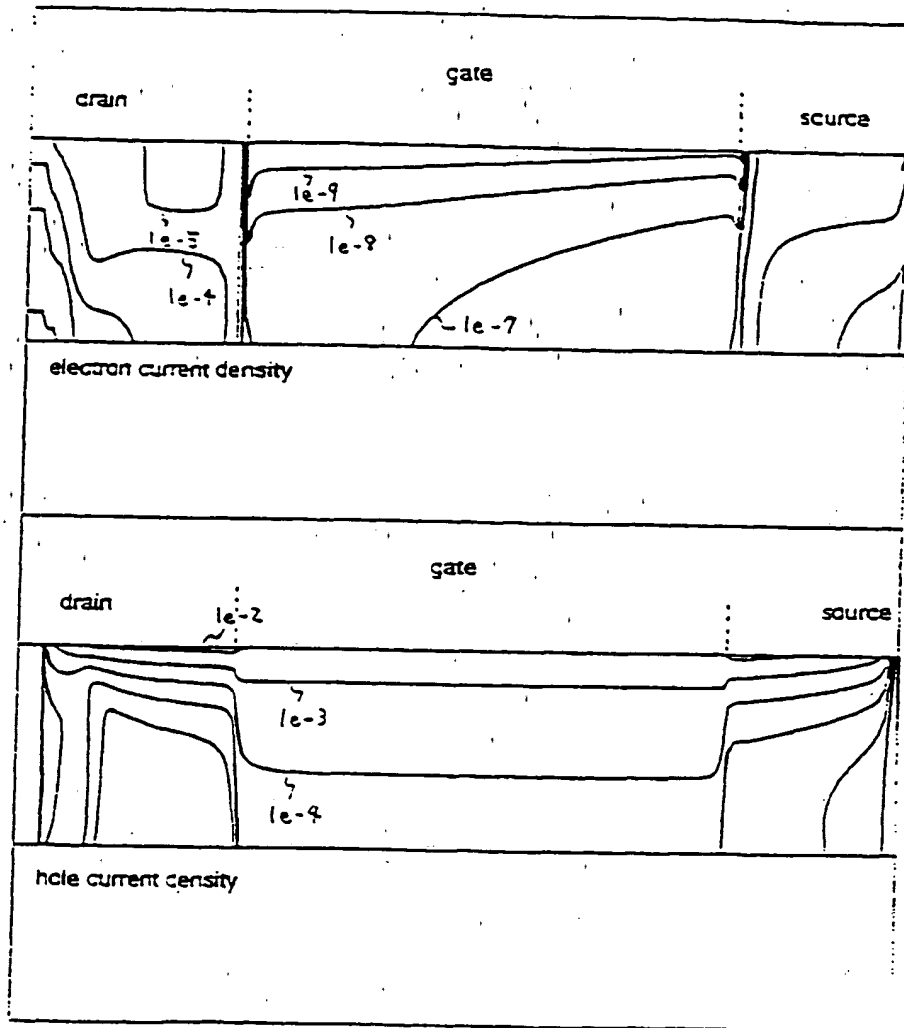 gate
drain
source
1e-9
1e-8
1e-4
1e-7
electron current density
gate
drain
1e-2
source
1e-3
1e-4
hole current density